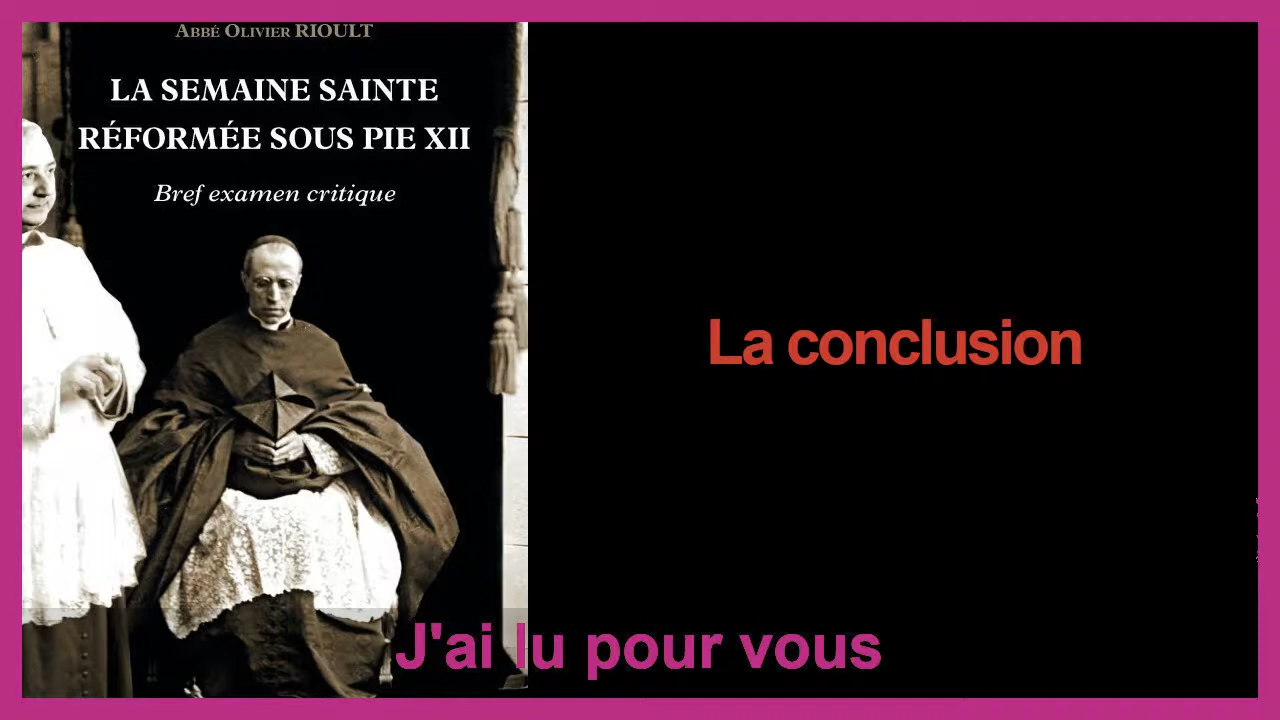 ABBÉ OLIVIER RIOULT
LA SEMAINE SAINTE
RÉFORMÉE SOUS PIE XII
Bref examen critique
La conclusion
J'ai lu pour vous